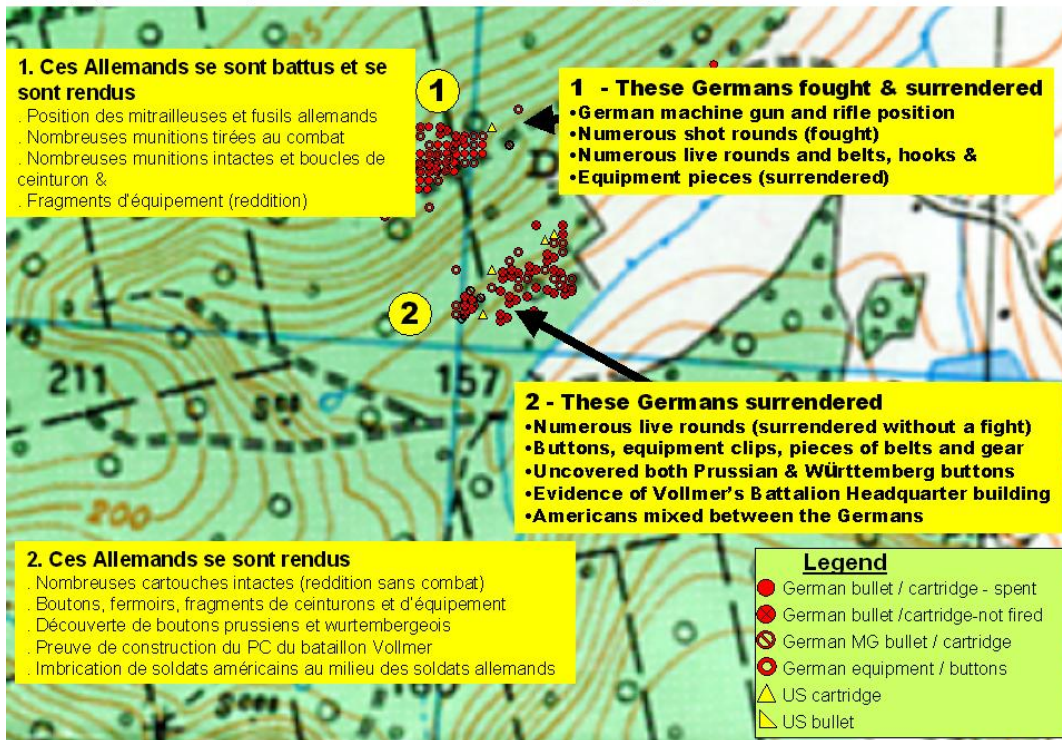 1. Ces Allemands se sont battus et se
sont rendus
. Position des mitrailleuses et fusils allemands
. Nombreuses munitions tirées au combat
. Nombreuses munitions intactes et boucles de
ceinturon &
. Fragments d'équipement (reddition)
1
1 - These Germans fought & surrendered
•German machine gun and rifle position
•Numerous shot rounds (fought)
•Numerous live rounds and belts, hooks &
•Equipment pieces (surrendered)
D
2
211
157
200
2 - These Germans surrendered
•Numerous live rounds (surrendered without a fight)
•Buttons, equipment clips, pieces of belts and gear
•Uncovered both Prussian & Württemberg buttons
•Evidence of Vollmer's Battalion Headquarter building
•Americans mixed between the Germans
2. Ces Allemands se sont rendus
. Nombreuses cartouches intactes (reddition sans combat)
. Boutons, fermoirs, fragments de ceinturons et d'équipement
. Découverte de boutons prussiens et wurtembergeois
. Preuve de construction du PC du bataillon Vollmer
. Imbrication de soldats américains au milieu des soldats allemands
Legend
German bullet / cartridge - spent
German bullet /cartridge-not fired
German MG bullet / cartridge
German equipment / buttons
US cartridge
US bullet